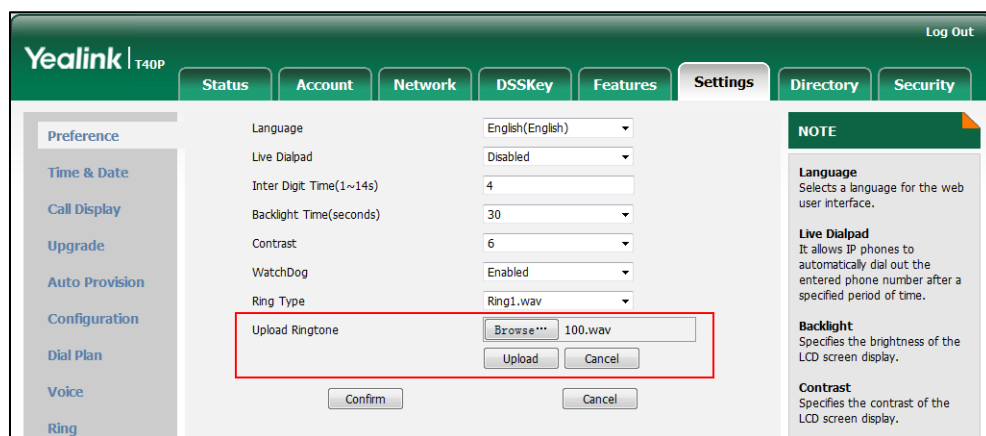 Log Out
Yealink T40P
Status Account Network DSSKey Features Settings Directory Security
Preference
Time & Date
Call Display
Upgrade
Auto Provision
Configuration
Dial Plan
Voice
Ring
Language English(English)
Live Dialpad Disabled
Inter Digit Time(1~14s) 4
Backlight Time(seconds) 30
Contrast 6
WatchDog Enabled
Ring Type Ring1.wav
Upload Ringtone Browse··· 100.wav
Upload Cancel
Confirm Cancel
NOTE
Language
Selects a language for the web
user interface.
Live Dialpad
It allows IP phones to
automatically dial out the
entered phone number after a
specified period of time.
Backlight
Specifies the brightness of the
LCD screen display.
Contrast
Specifies the contrast of the
LCD screen display.